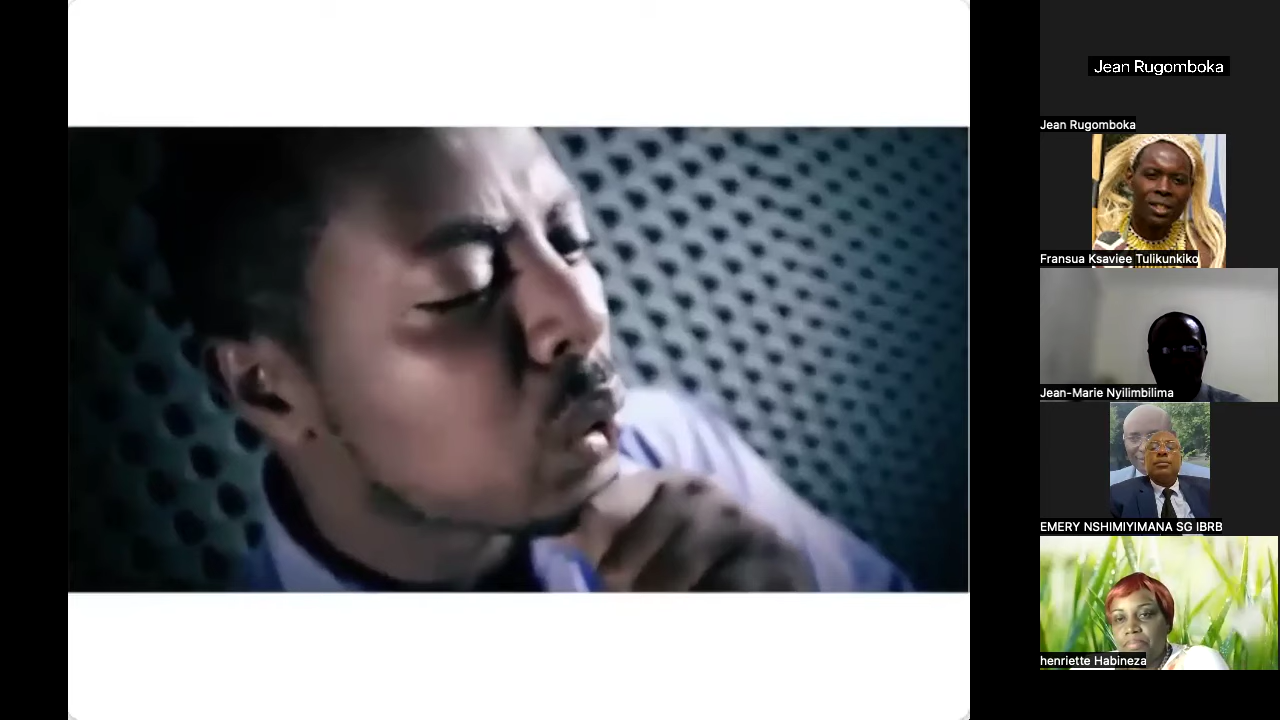 Jean Rugomboka
Jean Rugomboka
Fransua Ksaviee Tulikunkiko
Jean-Marie Nyilimbilima
EMERY NSHIMIYIMANA SG IBRB
henriette Habineza